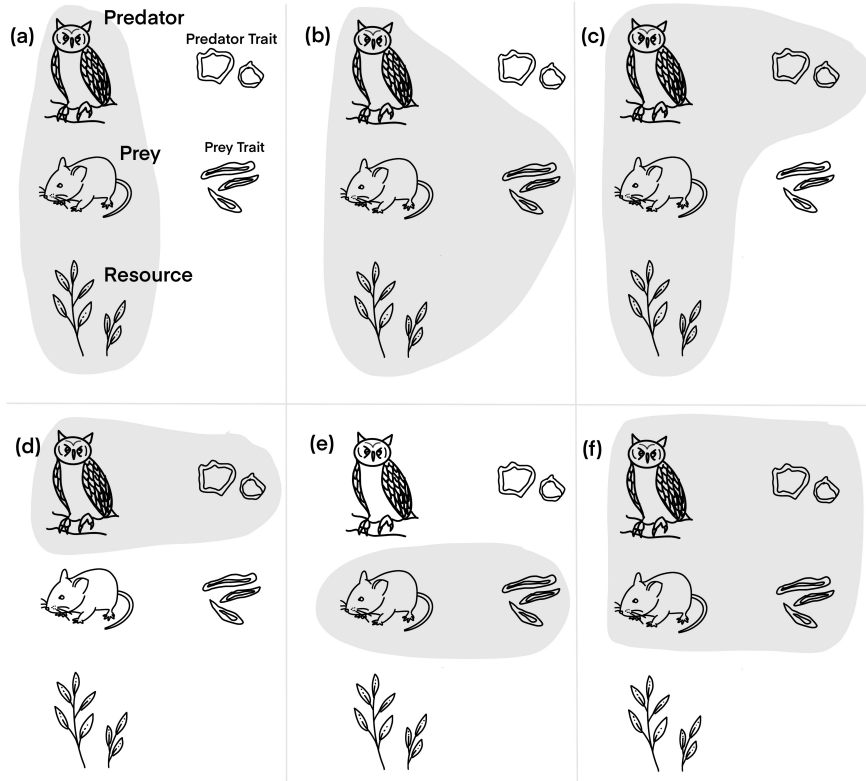 (a)
Predator
Predator Trait
Prey
Prey Trait
Resource
(b)
(c)
(d)
(e)
(f)